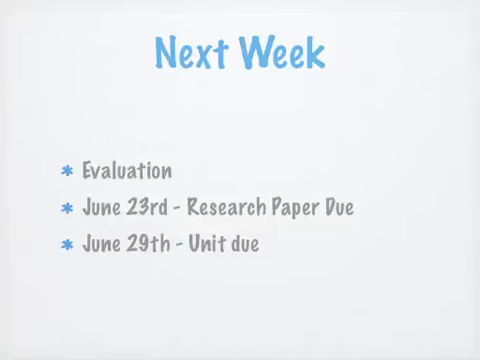 Next Week
Evaluation
June 23rd - Research Paper Due
June 29th - Unit due